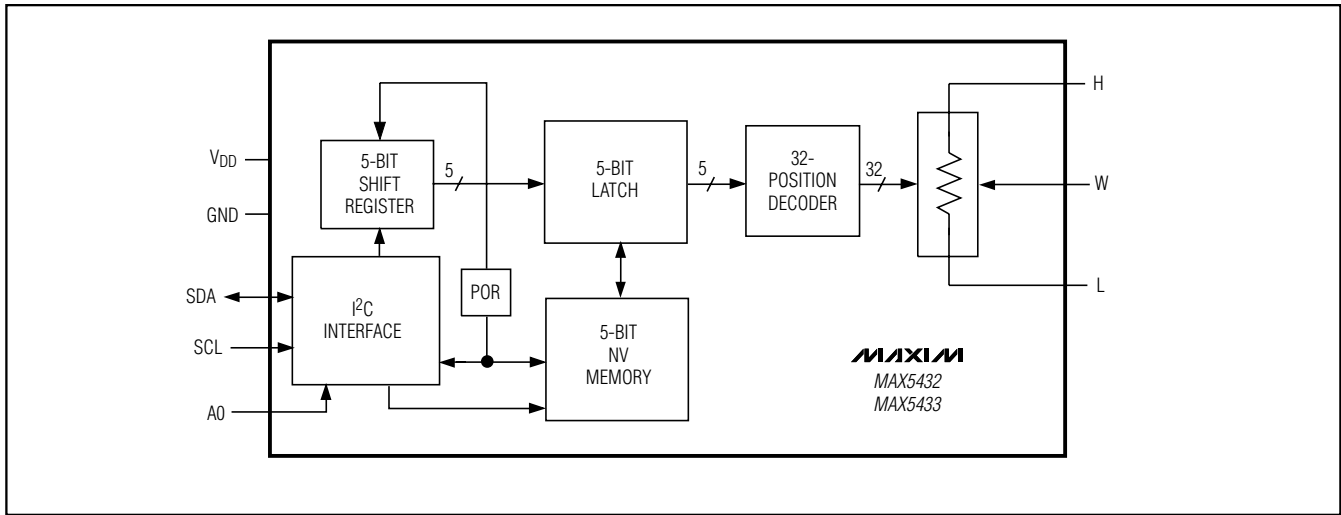 VDD
GND
SDA
SCL
A0
5-BIT
SHIFT
REGISTER
5
I2C
INTERFACE
POR
5-BIT
LATCH
5
5-BIT
NV
MEMORY
32-
POSITION
DECODER
32
H
W
L
MAXIM
MAX5432
MAX5433